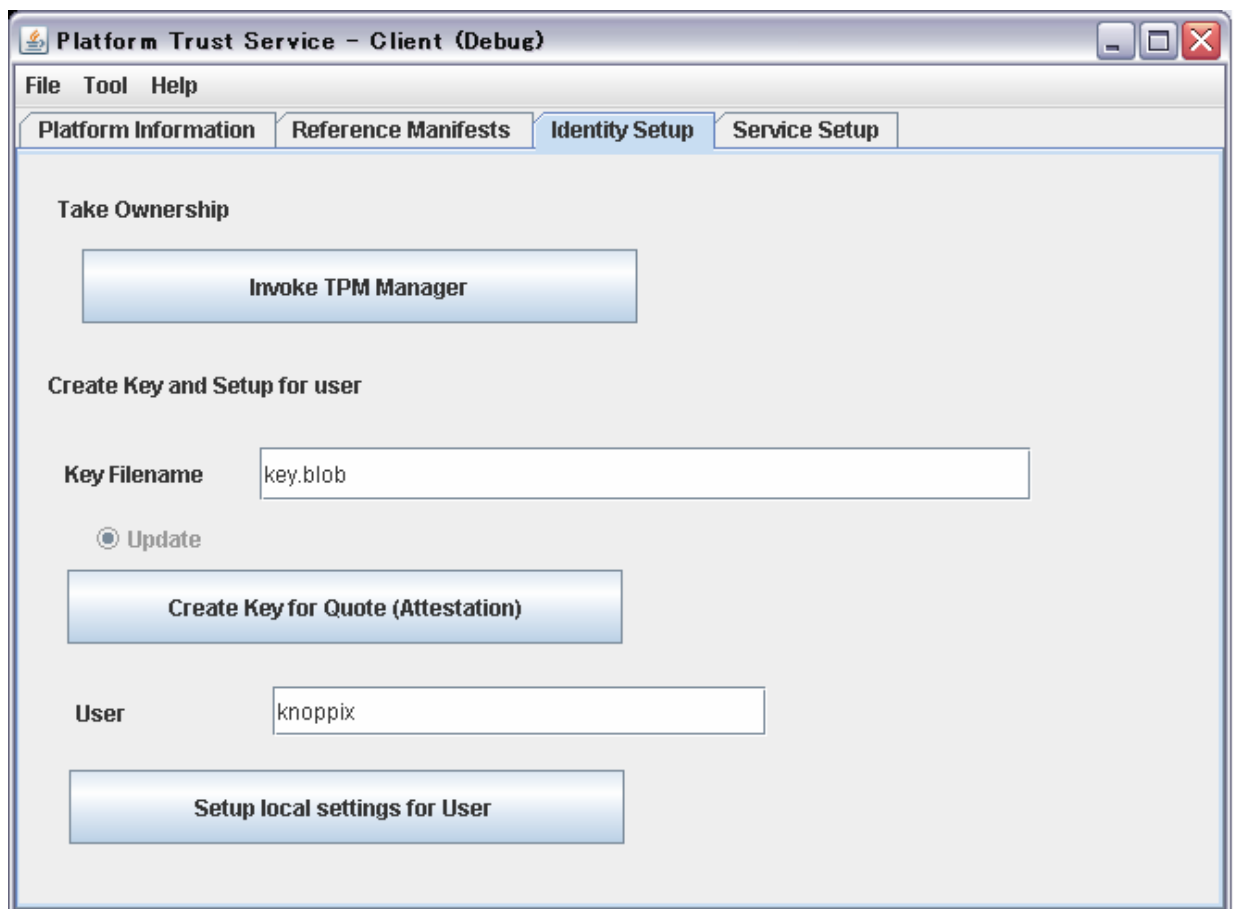 Platform Trust Service - Client (Debug)
File Tool Help
Platform Information Reference Manifests Identity Setup Service Setup
Take Ownership
Invoke TPM Manager
Create Key and Setup for user
Key Filename key.blob
Update
Create Key for Quote (Attestation)
User knoppix
Setup local settings for User